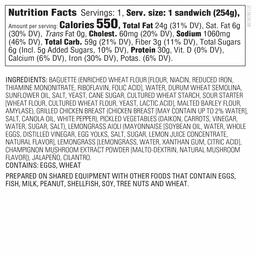 Nutrition Facts Servings: 1, Serv. size: 1 sandwich (254g),
Amount per serving: Calories 550, Total Fat 24g (31% DV), Sat. Fat 6g
(30% DV), Trans Fat 0g, Cholest. 60mg (20% DV), Sodium 1060mg
(46% DV), Total Carb. 59g (21% DV), Fiber 3g (11% DV), Total Sugars
6g (Incl. 5g Added Sugars, 10% DV), Protein 30g, Vit. D (0% DV),
Calcium (6% DV), Iron (30% DV), Potas. (6% DV).
INGREDIENTS: BAGUETTE (ENRICHED WHEAT FLOUR [FLOUR, NIACIN, REDUCED IRON,
THIAMINE MONONITRATE, RIBOFLAVIN, FOLIC ACID], WATER, DURUM WHEAT SEMOLINA,
SUNFLOWER OIL, SALT, YEAST, CANE SUGAR, CULTURED WHEAT STARCH, SOUR STARTER
[WHEAT FLOUR, CULTURED WHEAT FLOUR, YEAST, LACTIC ACID], MALTED BARLEY FLOUR,
AMYLASE), GRILLED CHICKEN BREAST (CHICKEN BREAST [MAY CONTAIN UP TO 2% WATER],
SALT, CANOLA OIL, WHITE PEPPER), PICKLED VEGETABLES (DAIKON, CARROTS, VINEGAR,
WATER, SUGAR, SALT), LEMONGRASS AIOLI (MAYONNAISE [SOYBEAN OIL, WATER, WHOLE
EGGS, DISTILLED VINEGAR, EGG YOLKS, SALT, SUGAR, LEMON JUICE CONCENTRATE,
NATURAL FLAVOR], LEMONGRASS [LEMONGRASS, WATER, XANTHAN GUM, CITRIC ACID],
CHAMPIGNON MUSHROOM EXTRACT POWDER [MALTO-DEXTRIN, NATURAL MUSHROOM
FLAVOR]), JALAPEÑO, CILANTRO.
CONTAINS: EGGS, WHEAT
PREPARED ON SHARED EQUIPMENT WITH OTHER FOODS THAT CONTAIN EGGS,
FISH, MILK, PEANUT, SHELLFISH, SOY, TREE NUTS AND WHEAT.